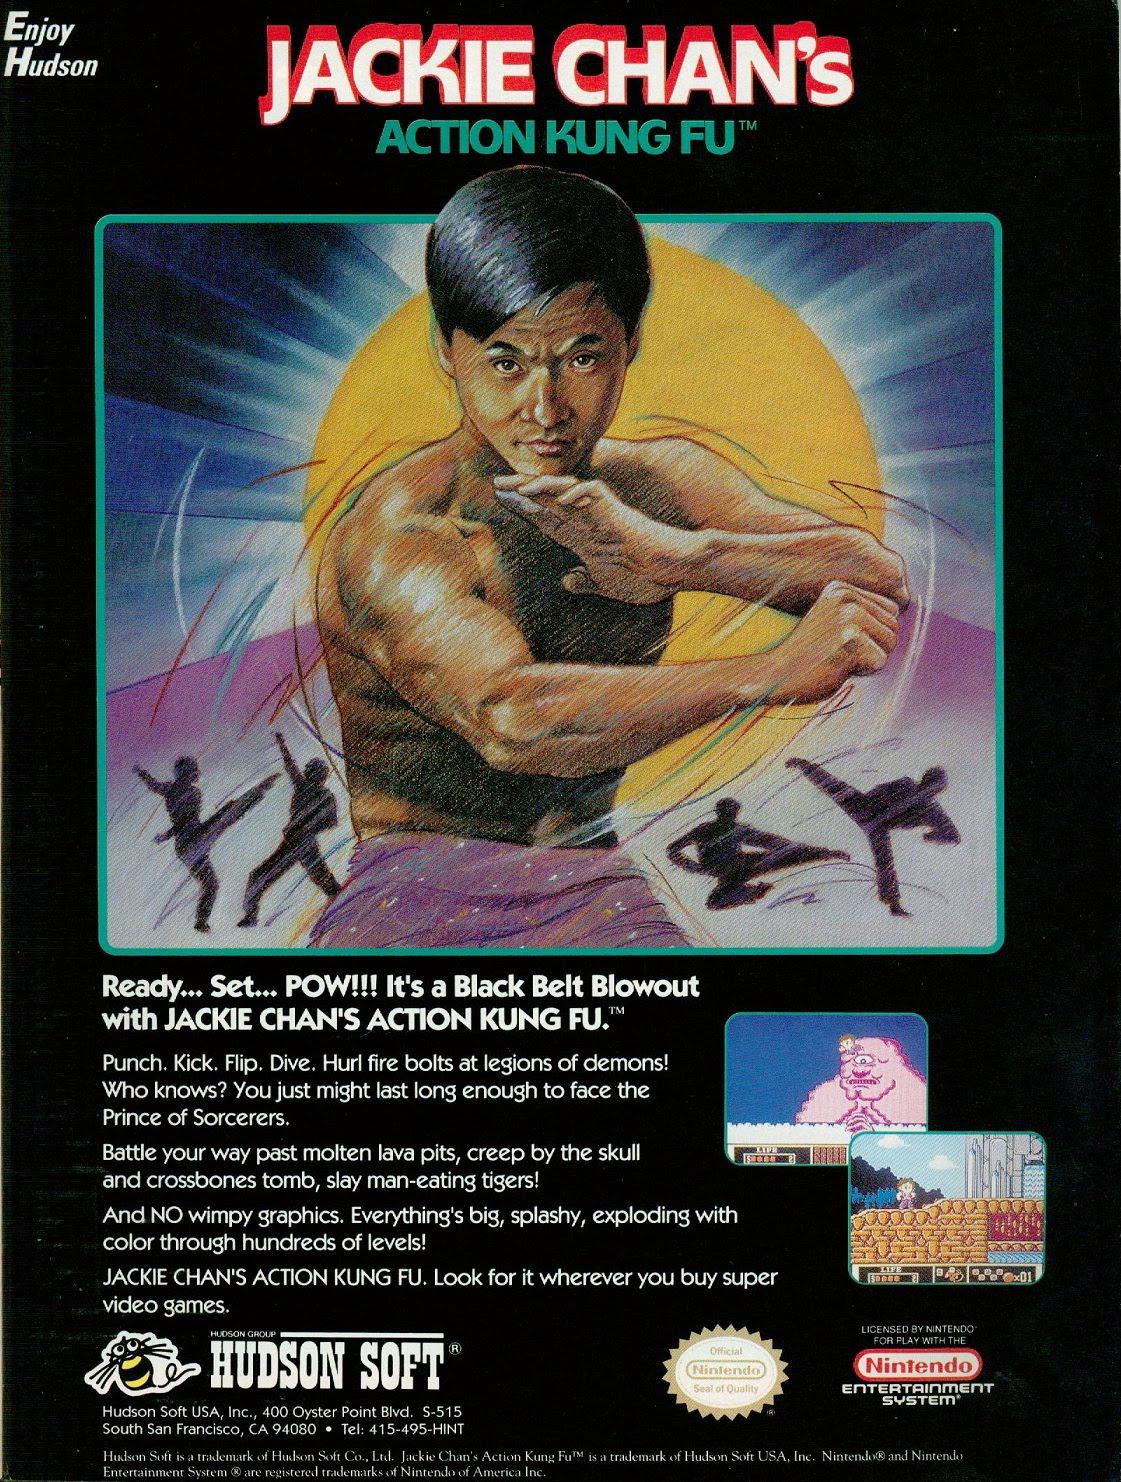 Enjoy
Hudson
JACKIE CHAN's
ACTION KUNG FU™
Ready... Set... POW!!! It's a Black Belt Blowout
with JACKIE CHAN'S ACTION KUNG FU.™
Punch. Kick. Flip. Dive. Hurl fire bolts at legions of demons!
Who knows? You just might last long enough to face the
Prince of Sorcerers.
Battle your way past molten lava pits, creep by the skull
and crossbones tomb, slay man-eating tigers!
And NO wimpy graphics. Everything's big, splashy, exploding with
color through hundreds of levels!
JACKIE CHAN'S ACTION KUNG FU. Look for it wherever you buy super
video games.
LIFE
LIFE
x01
HUDSON GROUP
HUDSON SOFT®
Hudson Soft USA, Inc., 400 Oyster Point Blvd. S-515
South San Francisco, CA 94080 • Tel: 415-495-HINT
Official
Nintendo
Seal of Quality
®
LICENSED BY NINTENDO
FOR PLAY WITH THE
Nintendo
ENTERTAINMENT
SYSTEM®
Hudson Soft is a trademark of Hudson Soft Co., Ltd. Jackie Chan's Action Kung Fu™ is a trademark of Hudson Soft USA, Inc. Nintendo® and Nintendo
Entertainment System ® are registered trademarks of Nintendo of America Inc.